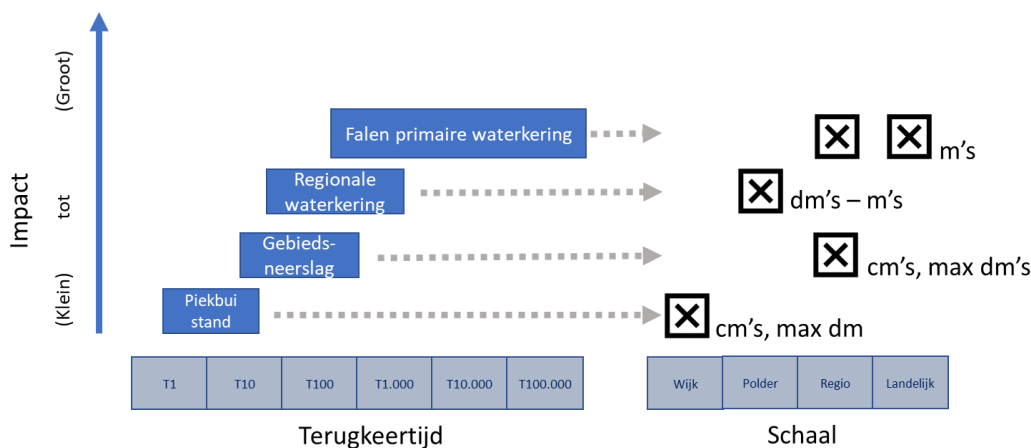 Impact
(Klein) tot (Groot)
Falen primaire waterkering
m's
Regionale
waterkering
dm's – m's
Gebieds-
neerslag
cm's, max dm's
Piekbui
stand
cm's, max dm
T1 T10 T100 T1.000 T10.000 T100.000
Wijk Polder Regio Landelijk
Terugkeertijd
Schaal